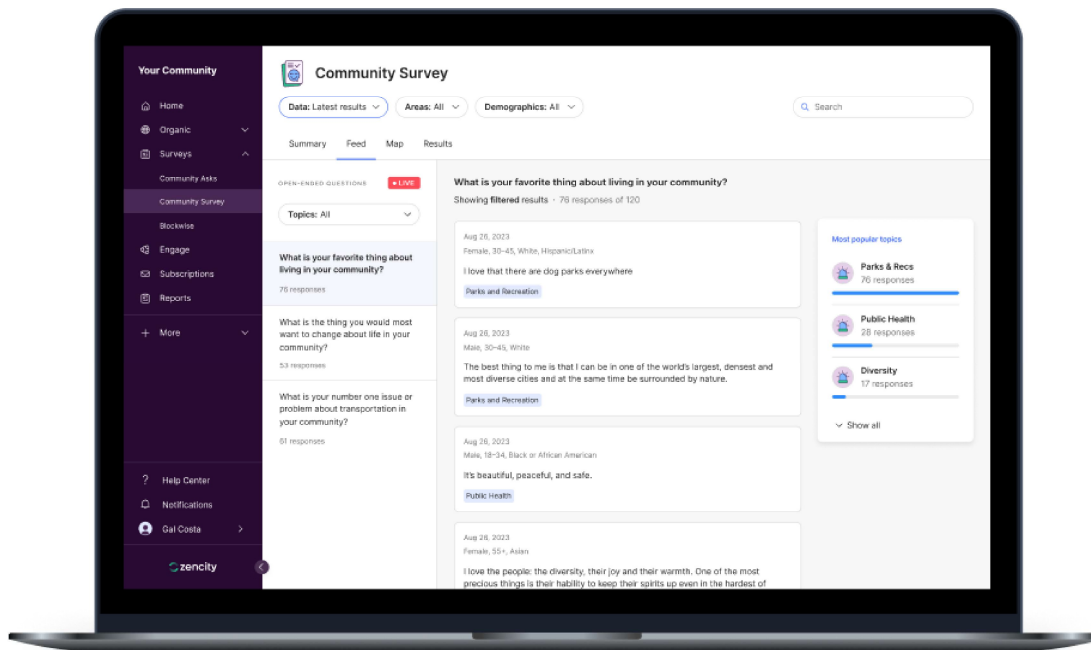 Your Community
Home
Organic
Surveys
Community Asks
Community Survey
Blockwise
Engage
Subscriptions
Reports
More
Help Center
Notifications
Gal Costa
zencity
Community Survey
Data: Latest results
Areas: All
Demographics: All
Search
Summary
Feed
Map
Results
OPEN-ENDED QUESTIONS
LIVE
Topics: All
What is your favorite thing about
living in your community?
76 responses
What is the thing you would most
want to change about life in your
community?
53 responses
What is your number one issue or
problem about transportation in
your community?
61 responses
What is your favorite thing about living in your community?
Showing filtered results · 76 responses of 120
Aug 26, 2023
Female, 30–45, White, Hispanic/Latinx
I love that there are dog parks everywhere
Parks and Recreation
Aug 26, 2023
Male, 30–45, White
The best thing to me is that I can be in one of the world's largest, densest and
most diverse cities and at the same time be surrounded by nature.
Parks and Recreation
Aug 26, 2023
Male, 18–34, Black or African American
It's beautiful, peaceful, and safe.
Public Health
Aug 26, 2023
Female, 55+, Asian
I love the people: the diversity, their joy and their warmth. One of the most
precious things is their hability to keep their spirits up even in the hardest of
Most popular topics
Parks & Recs
76 responses
Public Health
28 responses
Diversity
17 responses
Show all